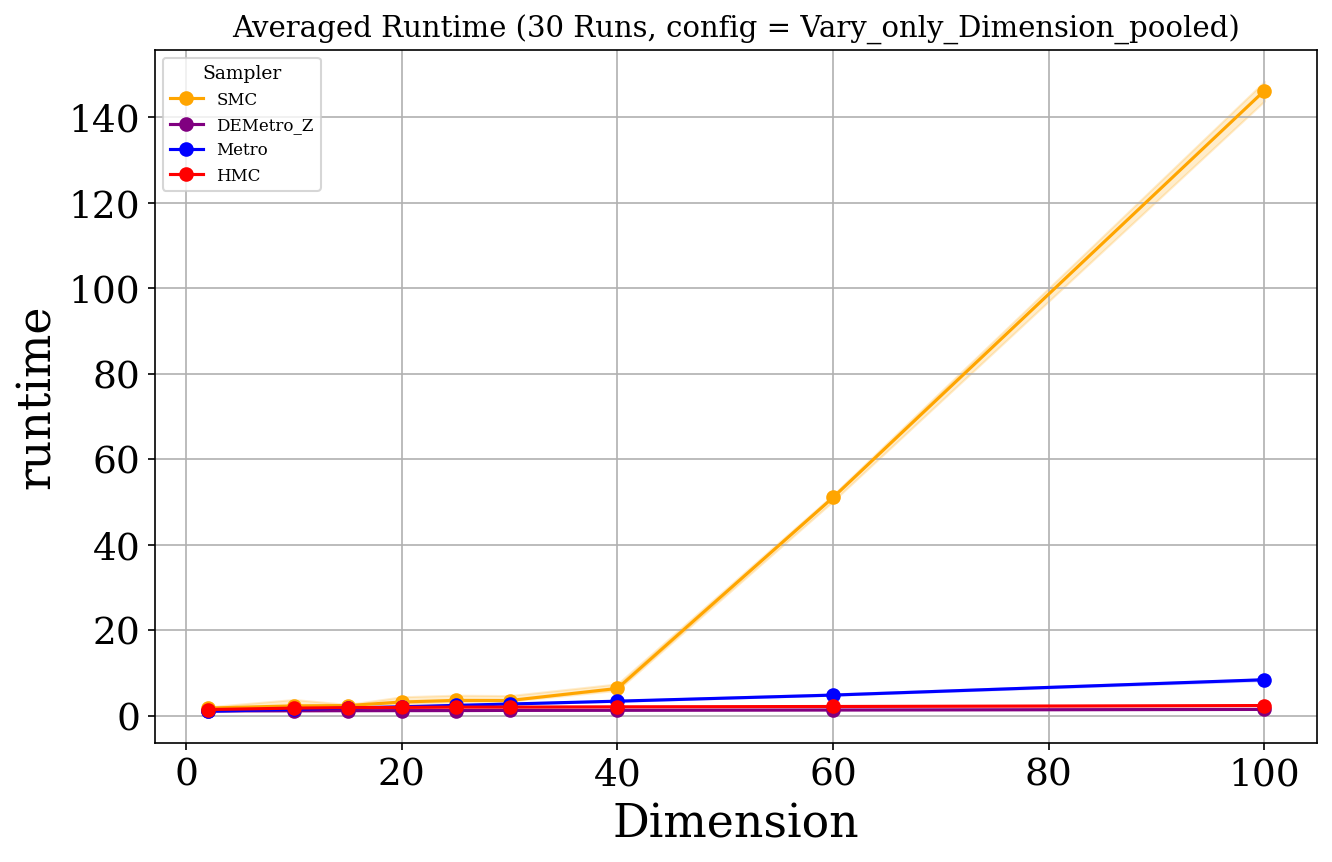 Averaged Runtime (30 Runs, config = Vary_only_Dimension_pooled)
Sampler
SMC
DEMetro_Z
Metro
HMC
140
120
100
80
60
40
20
0
runtime
0 20 40 60 80 100
Dimension